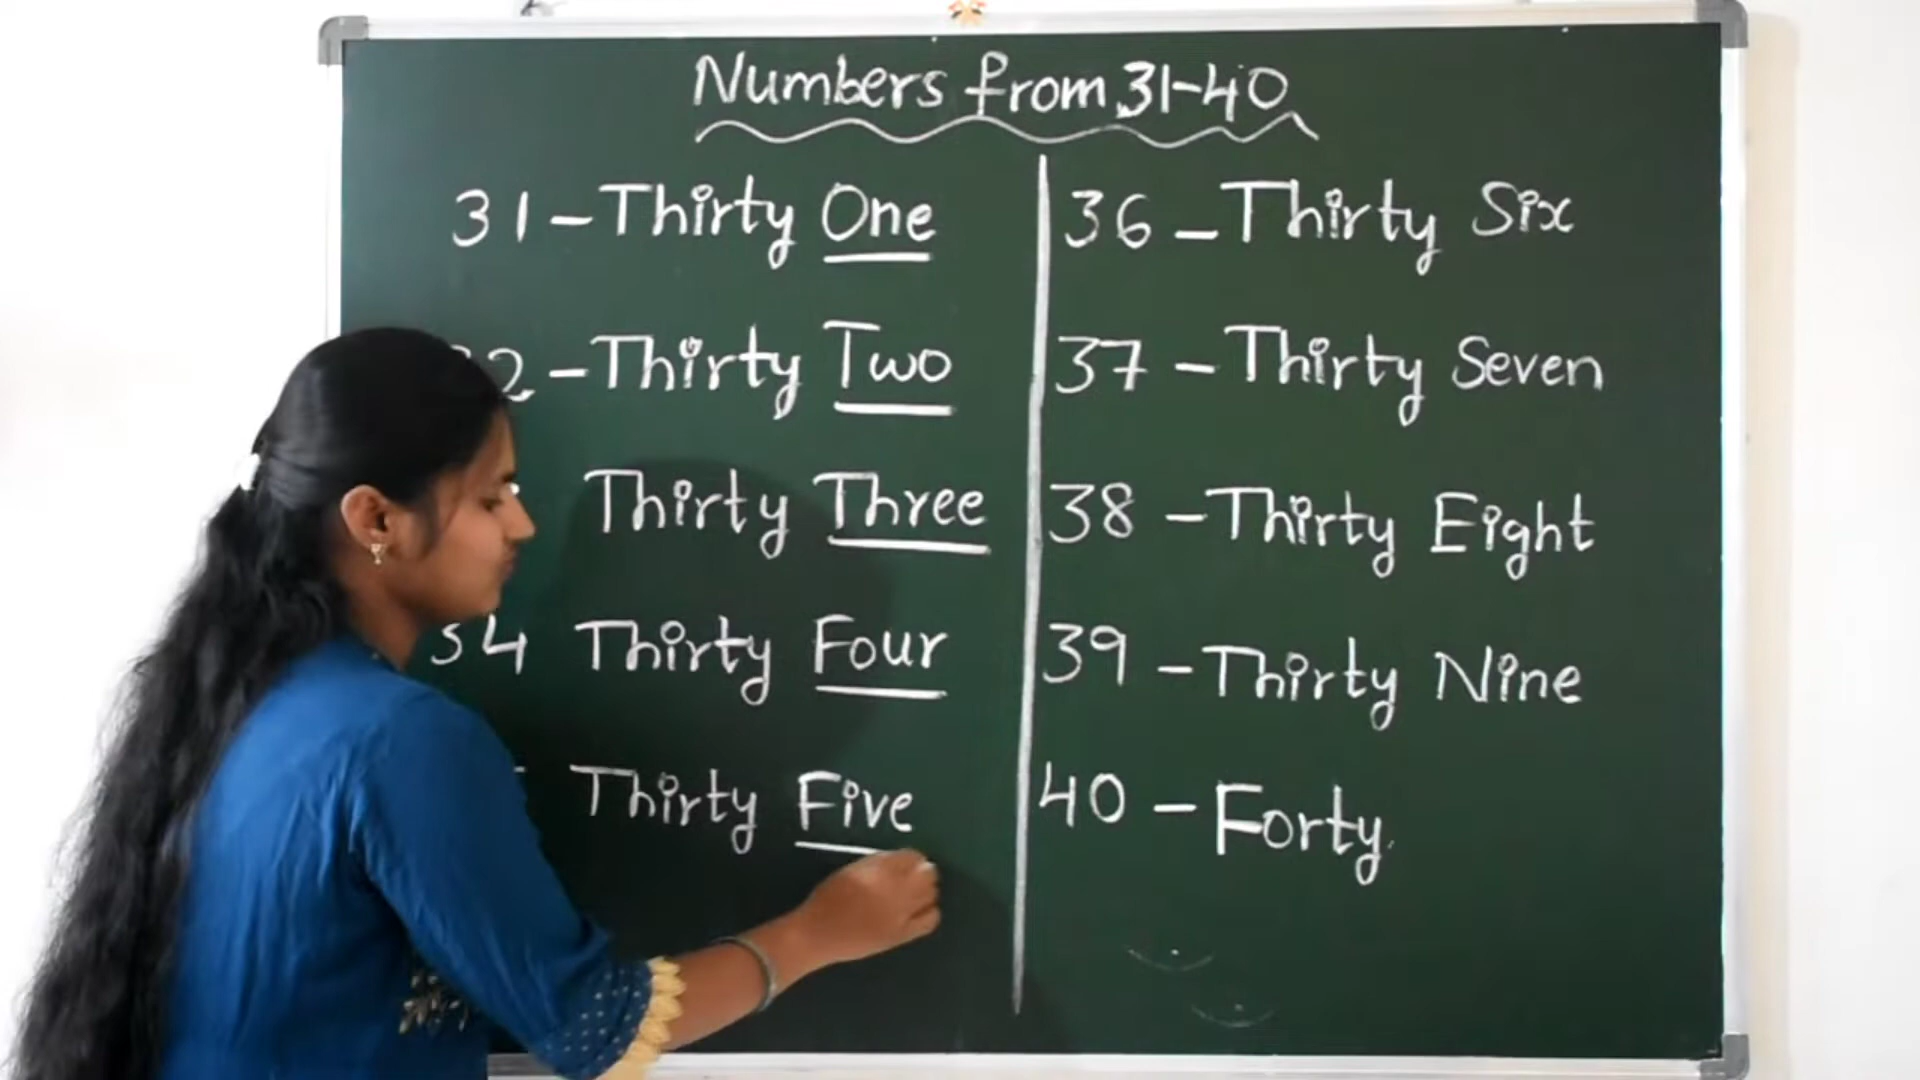 Numbers from 31-40
31 - Thirty One
2 - Thirty Two
Thirty Three
34 Thirty Four
Thirty Five
36 - Thirty Six
37 - Thirty Seven
38 - Thirty Eight
39 - Thirty Nine
40 - Forty.